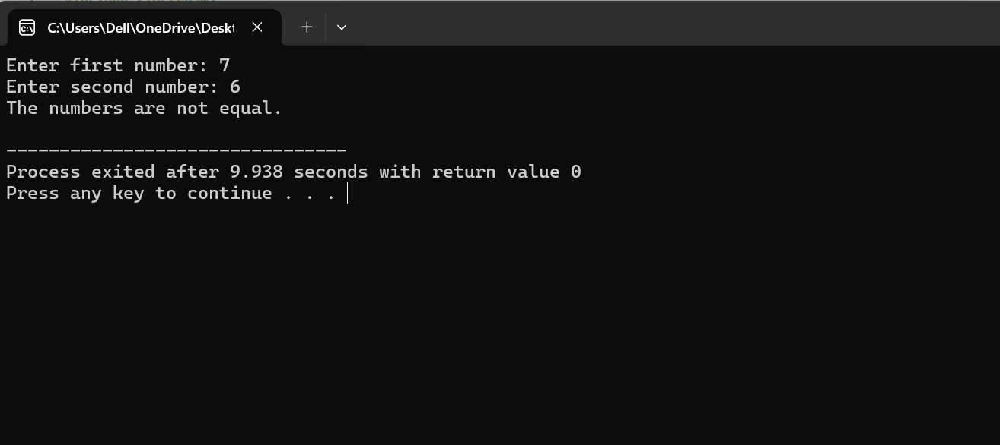 C:\Users\Dell\OneDrive\Deskt
Enter first number: 7
Enter second number: 6
The numbers are not equal.
--------------------------------
Process exited after 9.938 seconds with return value 0
Press any key to continue . . .